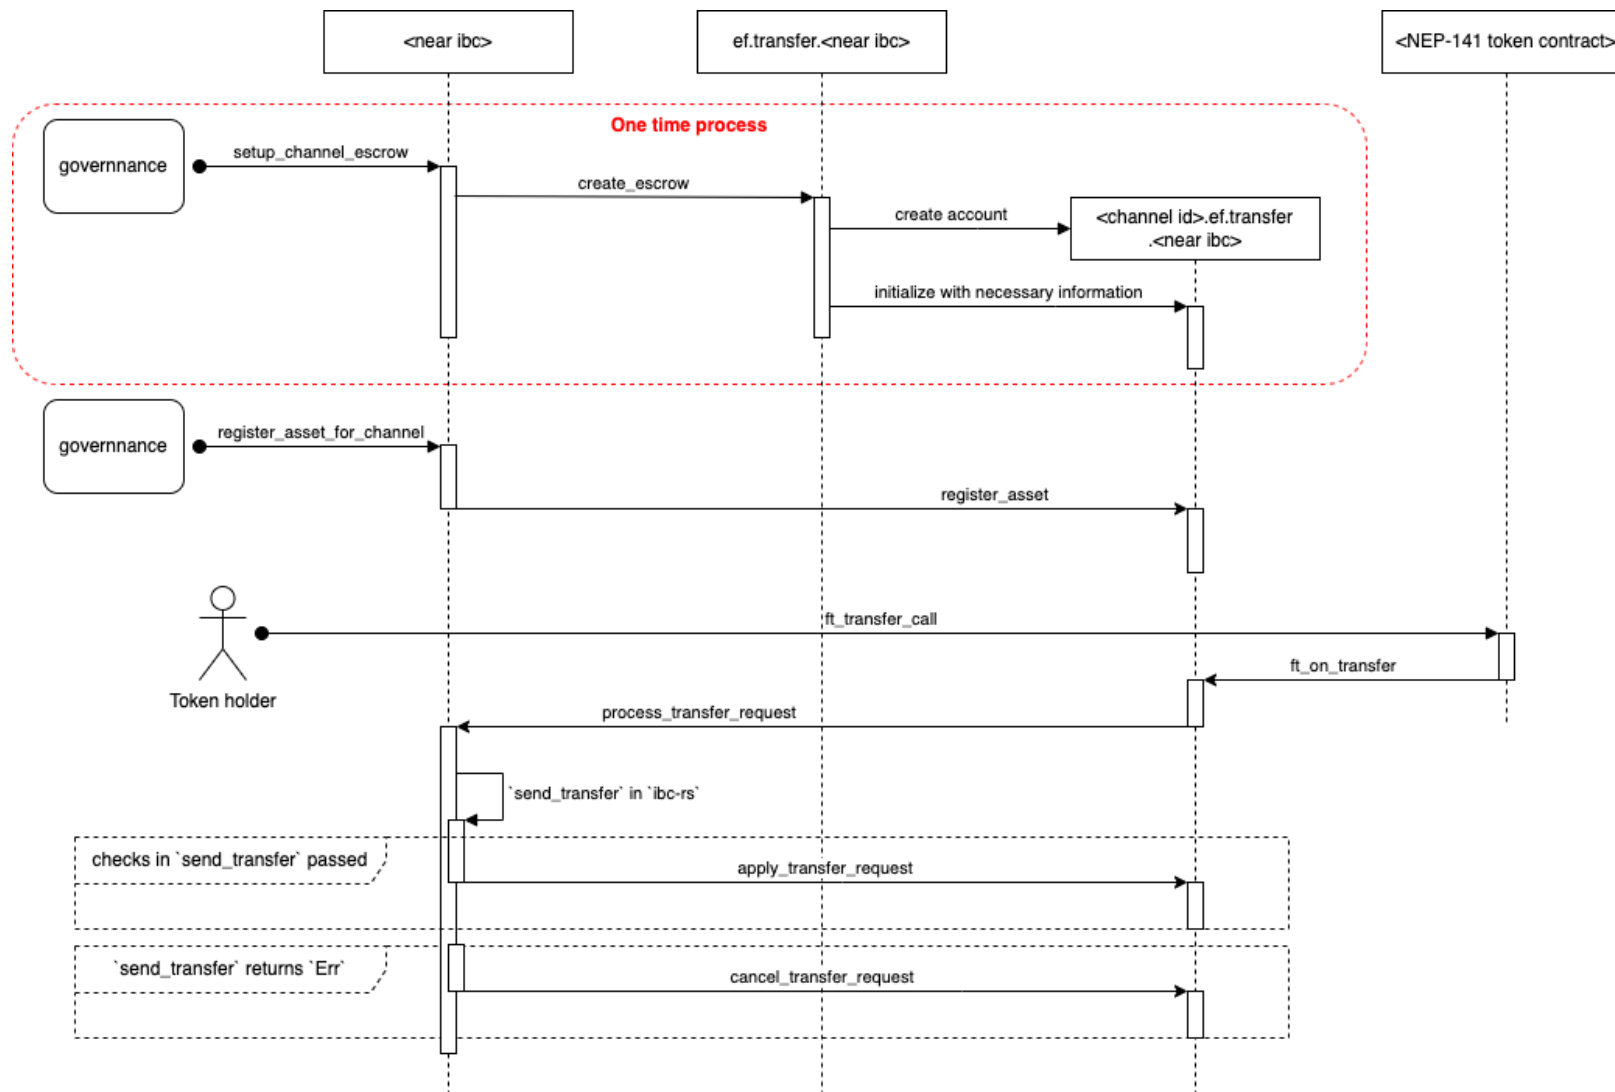 <near ibc>
ef.transfer.<near ibc>
<NEP-141 token contract>
One time process
governnance
setup_channel_escrow
create_escrow
create account
<channel id>.ef.transfer
.<near ibc>
initialize with necessary information
governnance
register_asset_for_channel
register_asset
ft_transfer_call
ft_on_transfer
Token holder
process_transfer_request
`send_transfer` in `ibc-rs`
checks in `send_transfer` passed
apply_transfer_request
`send_transfer` returns `Err`
cancel_transfer_request